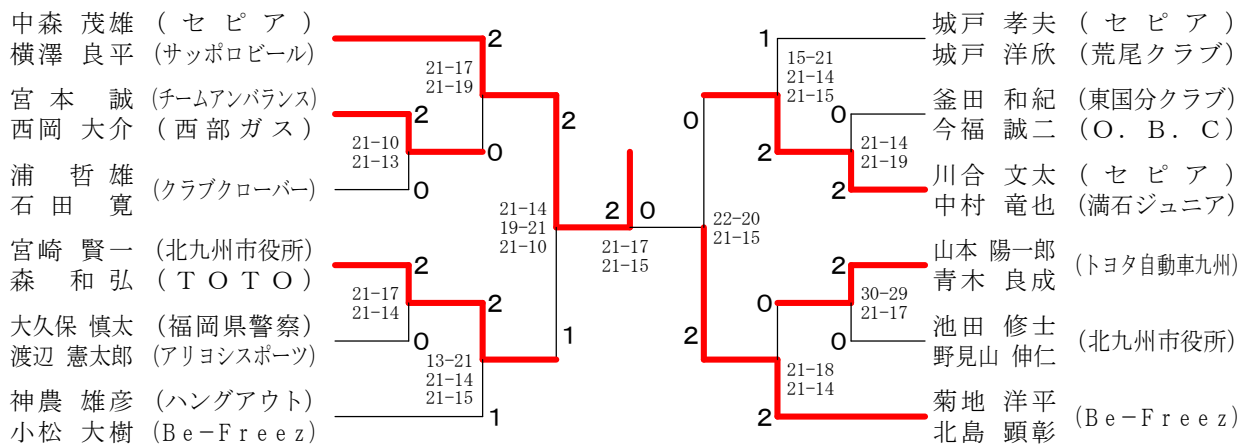 中森 茂雄 (セピア)
横澤 良平 (サッポロビール)
宮本 誠 (チームアンバランス)
西岡 大介 (西部ガス)
浦 哲雄
石田 寛
(クラブクローバー)
宮崎 賢一 (北九州市役所)
森 和弘 (TOTO)
大久保 慎太 (福岡県警察)
渡辺 憲太郎 (アリヨシスポーツ)
神農 雄彦 (ハングアウト)
小松 大樹 (Be-Freez)
2
21-17
21-19
2
21-10
21-13
0
0
2
21-14
19-21
21-10
2
21-17
21-14
0
2
13-21
21-14
21-15
1
1
2 0
21-17
21-15
1
15-21
21-14
21-15
0
0
21-14
21-19
2
2
22-20
21-15
2
30-29
21-17
0
0
2
21-18
21-14
2
城戸 孝夫 (セピア)
城戸 洋欣 (荒尾クラブ)
釜田 和紀 (東国分クラブ)
今福 誠二 (O.B.C)
川合 文太 (セピア)
中村 竜也 (満石ジュニア)
山本 陽一郎
青木 良成
(トヨタ自動車九州)
池田 修士
野見山 伸仁
(北九州市役所)
菊地 洋平
北島 顕彰
(Be-Freez)